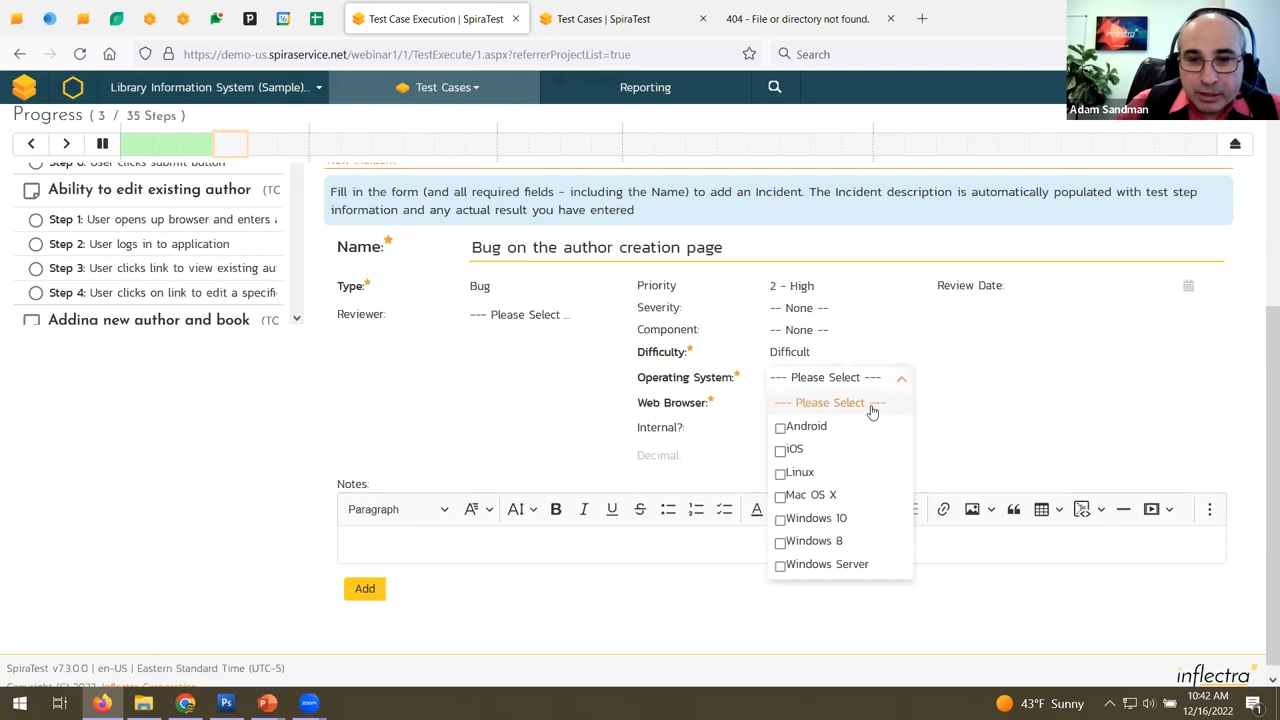 Test Case Execution | SpiraTest
Test Cases | SpiraTest
404 - File or directory not found.
https://demo-us.spiraservice.net/webinar11/TestExecute/1.aspx?referrerProjectList=true
Search
inflectra
Library Information System (Sample)...
Test Cases
Reporting
Adam Sandman
Progress ( 3 / 35 Steps )
Ability to edit existing author (TC
Step 1: User opens up browser and enters
Step 2: User logs in to application
Step 3: User clicks link to view existing au
Step 4: User clicks on link to edit a specifi
Adding new author and book (TC
Fill in the form (and all required fields - including the Name) to add an Incident. The Incident description is automatically populated with test step
information and any actual result you have entered
Name: Bug on the author creation page
Type: Bug
Priority 2 - High
Review Date:
Reviewer: --- Please Select ...
Severity: -- None --
Component: -- None --
Difficulty: Difficult
Operating System: --- Please Select ---
Web Browser: --- Please Select ---
Android
Internal?:
iOS
Decimal:
Linux
Notes:
Mac OS X
Paragraph
Windows 10
Windows 8
Windows Server
Add
SpiraTest v7.3.0.0 | en-US | Eastern Standard Time (UTC-5)
inflectra
43°F Sunny
10:42 AM
12/16/2022